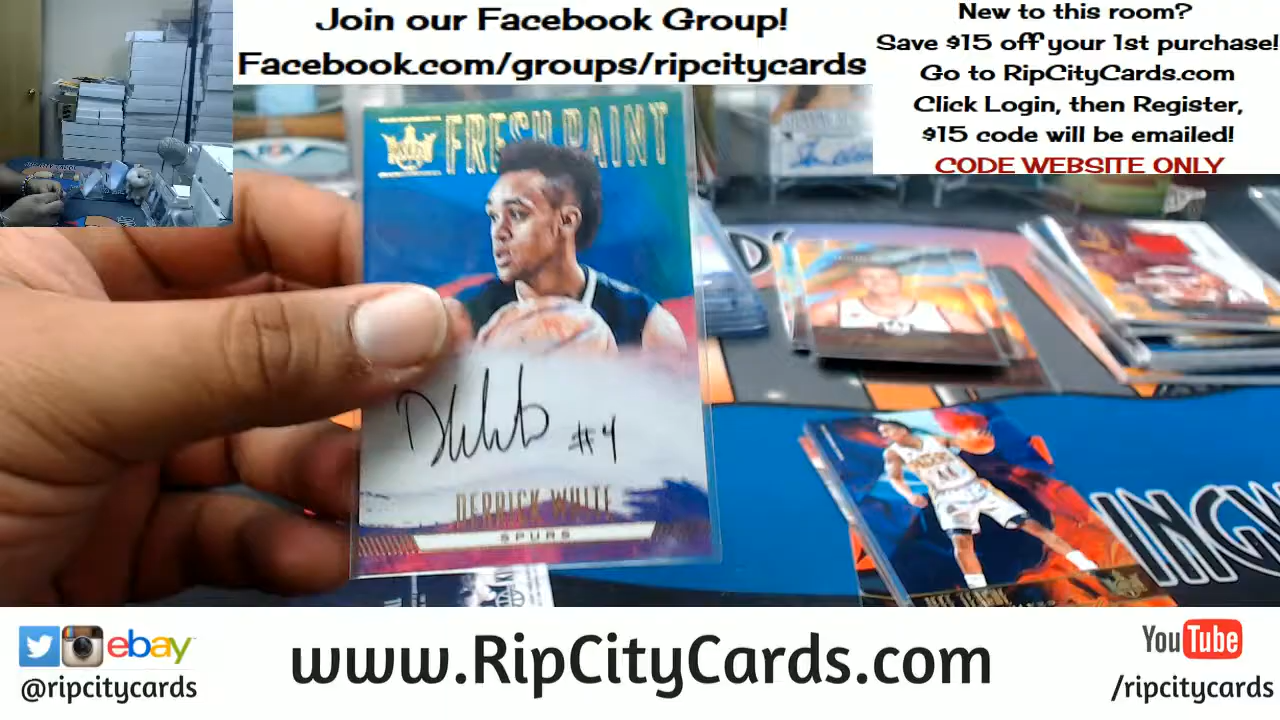 Join our Facebook Group!
Facebook.com/groups/ripcitycards
New to this room?
Save $15 off your 1st purchase!
Go to RipCityCards.com
Click Login, then Register,
$15 code will be emailed!
CODE WEBSITE ONLY
FRESH PAINT
#4
DERRICK WHITE
SPURS
INGW
ebay
@ripcitycards
www.RipCityCards.com
YouTube
/ripcitycards